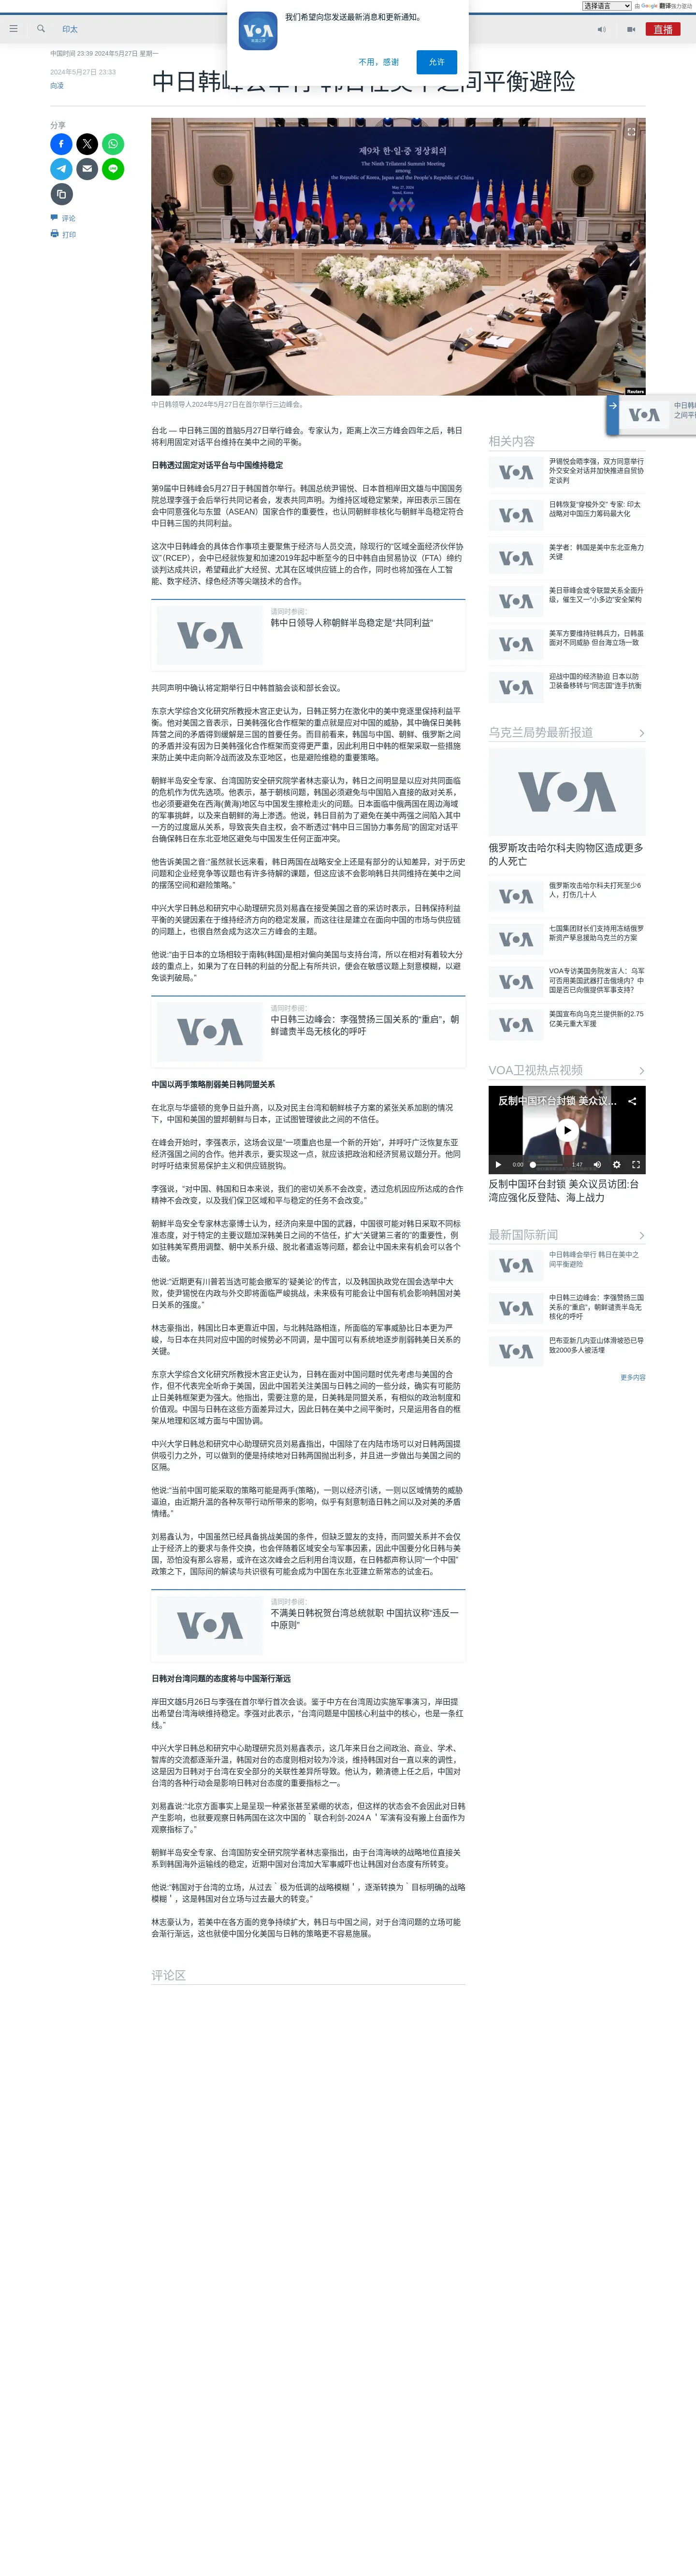 选择语言
由 Google 翻译强力驱动
我们希望向您发送最新消息和更新通知。
不用，感谢
允许
印太
直播
中国时间 23:39 2024年5月27日 星期一
2024年5月27日 23:33
向凌
中日韩峰会举行 韩日在美中之间平衡避险
分享
评论
打印
제9차 한·일·중 정상회의
The Ninth Trilateral Summit Meeting
among the
Republic of Korea, Japan and the People's Republic of China
May 27, 2024
Seoul, Korea
Reuters
中日韩领导人2024年5月27日在首尔举行三边峰会。
台北 — 中日韩三国的首脑5月27日举行峰会。专家认为，距离上次三方峰会四年之后，韩日
将利用固定对话平台维持在美中之间的平衡。
日韩透过固定对话平台与中国维持稳定
第9届中日韩峰会5月27日于韩国首尔举行。韩国总统尹锡悦、日本首相岸田文雄与中国国务
院总理李强于会后举行共同记者会，发表共同声明。为维持区域稳定繁荣，岸田表示三国在
会中同意强化与东盟（ASEAN）国家合作的重要性，也认同朝鲜非核化与朝鲜半岛稳定符合
中日韩三国的共同利益。
这次中日韩峰会的具体合作事项主要聚焦于经济与人员交流，除现行的“区域全面经济伙伴协
议”（RCEP），会中已经就恢复和加速2019年起中断至今的日中韩自由贸易协议（FTA）缔约
谈判达成共识，希望藉此扩大经贸、尤其在区域供应链上的合作，同时也将加强在人工智
能、数字经济、绿色经济等尖端技术的合作。
请同时参阅：
韩中日领导人称朝鲜半岛稳定是“共同利益”
共同声明中确认将定期举行日中韩首脑会谈和部长会议。
东京大学综合文化研究所教授木宫正史认为，日韩正努力在激化中的美中竞逐里保持利益平
衡。他对美国之音表示，日美韩强化合作框架的重点就是应对中国的威胁，其中确保日美韩
阵营之间的矛盾得到缓解是三国的首要任务。而目前看来，韩国与中国、朝鲜、俄罗斯之间
的矛盾并没有因为日美韩强化合作框架而变得更严重，因此利用日中韩的框架采取一些措施
来防止美中走向新冷战而波及东亚地区，也是避险维稳的重要策略。
朝鲜半岛安全专家、台湾国防安全研究院学者林志豪认为，韩日之间明显是以应对共同面临
的危机作为优先选项。他表示，基于朝核问题，韩国必须避免与中国陷入直接的敌对关系，
也必须要避免在西海(黄海)地区与中国发生擦枪走火的问题。日本面临中俄两国在周边海域
的军事挑衅，以及来自朝鲜的海上渗透。他说，韩日目前为了避免在美中两强之间陷入其中
一方的过度扈从关系，导致丧失自主权，会不断透过“韩中日三国协力事务局”的固定对话平
台确保韩日在东北亚地区避免与中国发生任何正面冲突。
他告诉美国之音:“虽然就长远来看，韩日两国在战略安全上还是有部分的认知差异，对于历史
问题和企业经竞争等议题也有许多待解的课题，但这应该不会影响韩日共同维持在美中之间
的摆荡空间和避险策略。”
中兴大学日韩总和研究中心助理研究员刘易鑫在接受美国之音的采访时表示，日韩保持利益
平衡的关键因素在于维持经济方向的稳定发展，而这往往是建立在面向中国的市场与供应链
的问题上，也很自然会成为这次三方峰会的主题。
他说:“由于日本的立场相较于南韩(韩国)是相对偏向美国与支持台湾，所以在相对有着较大分
歧的重点上，如果为了在日韩的利益的分配上有所共识，便会在敏感议题上刻意模糊，以避
免谈判破局。”
请同时参阅：
中日韩三边峰会：李强赞扬三国关系的“重启”，朝
鲜谴责半岛无核化的呼吁
中国以两手策略削弱美日韩同盟关系
在北京与华盛顿的竞争日益升高，以及对民主台湾和朝鲜核子方案的紧张关系加剧的情况
下，中国和美国的盟邦朝鲜与日本，正试图管理彼此之间的不信任。
在峰会开始时，李强表示，这场会议是“一项重启也是一个新的开始”，并呼吁广泛恢复东亚
经济强国之间的合作。他并表示，要实现这一点，就应该把政治和经济贸易议题分开。他同
时呼吁结束贸易保护主义和供应链脱钩。
李强说，“对中国、韩国和日本来说，我们的密切关系不会改变，透过危机因应所达成的合作
精神不会改变，以及我们保卫区域和平与稳定的任务不会改变。”
朝鲜半岛安全专家林志豪博士认为，经济向来是中国的武器，中国很可能对韩日采取不同标
准态度，对于特定的主要议题加深韩美日之间的不信任，扩大“关键第三者的”的重要性，例
如驻韩美军费用调整、朝中关系升级、脱北者遣返等问题，都会让中国未来有机会可以各个
击破。
他说:“近期更有川普若当选可能会撤军的‘疑美论’的传言，以及韩国执政党在国会选举中大
败，使尹锡悦在内政与外交即将面临严峻挑战，未来极有可能会让中国有机会影响韩国对美
日关系的强度。”
林志豪指出，韩国比日本更靠近中国，与北韩陆路相连，所面临的军事威胁比日本更为严
峻，与日本在共同对应中国的时候势必不同调，是中国可以有系统地逐步削弱韩美日关系的
关键。
东京大学综合文化研究所教授木宫正史认为，日韩在面对中国问题时优先考虑与美国的合
作，但不代表完全听命于美国，因此中国若关注美国与日韩之间的一些分歧，确实有可能防
止日美韩框架更为强大。他指出，需要注意的是，日美韩是同盟关系，有相似的政治制度和
价值观。中国与日韩在这些方面差异过大，因此日韩在美中之间平衡时，只是运用各自的框
架从地理和区域方面与中国协调。
中兴大学日韩总和研究中心助理研究员刘易鑫指出，中国除了在内陆市场可以对日韩两国提
供吸引力之外，可以做到的便是持续地对日韩两国抛出利多，并且进一步做出与美国之间的
区隔。
他说:“当前中国可能采取的策略可能是两手(策略)，一则以经济引诱，一则以区域情势的威胁
逼迫，由近期升温的各种灰带行动所带来的影响，似乎有刻意制造日韩之间以及对美的矛盾
情绪。”
刘易鑫认为，中国虽然已经具备挑战美国的条件，但缺乏盟友的支持，而同盟关系并不会仅
止于经济上的要求与条件交换，也会伴随着区域安全与军事因素，因此中国要分化日韩与美
国，恐怕没有那么容易，或许在这次峰会之后利用台湾议题，在日韩都声称认同“一个中国”
政策之下，国际间的解读与共识很有可能会成为中国在东北亚建立新常态的试金石。
请同时参阅：
不满美日韩祝贺台湾总统就职 中国抗议称“违反一
中原则”
日韩对台湾问题的态度将与中国渐行渐远
岸田文雄5月26日与李强在首尔举行首次会谈。鉴于中方在台湾周边实施军事演习，岸田提
出希望台湾海峡维持稳定。李强对此表示，“台湾问题是中国核心利益中的核心，也是一条红
线。”
中兴大学日韩总和研究中心助理研究员刘易鑫表示，这几年来日台之间政治、商业、学术、
智库的交流都逐渐升温，韩国对台的态度则相对较为冷淡，维持韩国对台一直以来的调性，
这是因为日韩对于台湾在安全部分的关联性差异所导致。他认为，赖清德上任之后，中国对
台湾的各种行动会是影响日韩对台态度的重要指标之一。
刘易鑫说:“北京方面事实上是呈现一种紧张甚至紧绷的状态，但这样的状态会不会因此对日韩
产生影响，也就要观察日韩两国在这次中国的｀联合利剑-2024 A＇军演有没有搬上台面作为
观察指标了。”
朝鲜半岛安全专家、台湾国防安全研究院学者林志豪指出，由于台湾海峡的战略地位直接关
系到韩国海外运输线的稳定，近期中国对台湾加大军事威吓也让韩国对台态度有所转变。
他说:“韩国对于台湾的立场，从过去｀极为低调的战略模糊＇，逐渐转换为｀目标明确的战略
模糊＇，这是韩国对台立场与过去最大的转变。”
林志豪认为，若美中在各方面的竞争持续扩大，韩日与中国之间，对于台湾问题的立场可能
会渐行渐远，这也就使中国分化美国与日韩的策略更不容易施展。
评论区
中日韩
之间平
相关内容
尹锡悦会晤李强，双方同意举行
外交安全对话并加快推进自贸协
定谈判
日韩恢复“穿梭外交” 专家: 印太
战略对中国压力筹码最大化
美学者：韩国是美中东北亚角力
关键
美日菲峰会或令联盟关系全面升
级，催生又一“小多边”安全架构
美军方要维持驻韩兵力，日韩虽
面对不同威胁 但台海立场一致
迎战中国的经济胁迫 日本以防
卫装备移转与“同志国”连手抗衡
乌克兰局势最新报道
俄罗斯攻击哈尔科夫购物区造成更多
的人死亡
俄罗斯攻击哈尔科夫打死至少6
人，打伤几十人
七国集团财长们支持用冻结俄罗
斯资产孳息援助乌克兰的方案
VOA专访美国务院发言人：乌军
可否用美国武器打击俄境内？中
国是否已向俄提供军事支持？
美国宣布向乌克兰提供新的2.75
亿美元重大军援
VOA卫视热点视频
反制中国环台封锁 美众议...
0:00
1:47
反制中国环台封锁 美众议员访团:台
湾应强化反登陆、海上战力
最新国际新闻
中日韩峰会举行 韩日在美中之
间平衡避险
中日韩三边峰会：李强赞扬三国
关系的“重启”，朝鲜谴责半岛无
核化的呼吁
巴布亚新几内亚山体滑坡恐已导
致2000多人被活埋
更多内容